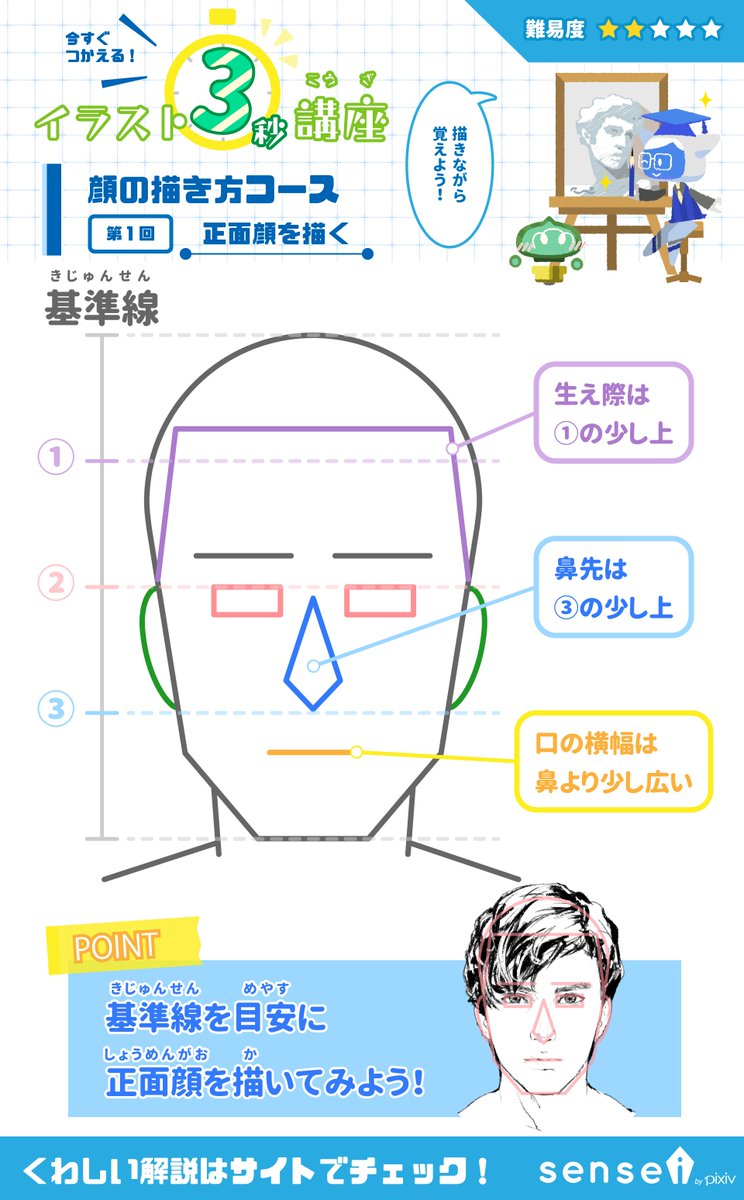 今すぐ
つかえる!
イラスト3秒講座
こうざ
難易度 ★★★★★
描きながら
覚えよう!
顔の描き方コース
第1回 正面顔を描く
きじゅんせん
基準線
生え際は
①の少し上
①
鼻先は
③の少し上
②
③
口の横幅は
鼻より少し広い
POINT
きじゅんせん めやす
基準線を目安に
しょうめんがお か
正面顔を描いてみよう!
くわしい解説はサイトでチェック!
sensei by pixiv